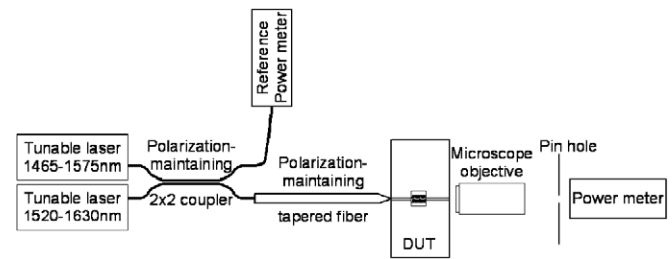 Reference
Power meter
Tunable laser
1465-1575nm
Polarization-
maintaining
2x2 coupler
Tunable laser
1520-1630nm
Polarization-
maintaining
tapered fiber
DUT
Microscope
objective
Pin hole
Power meter